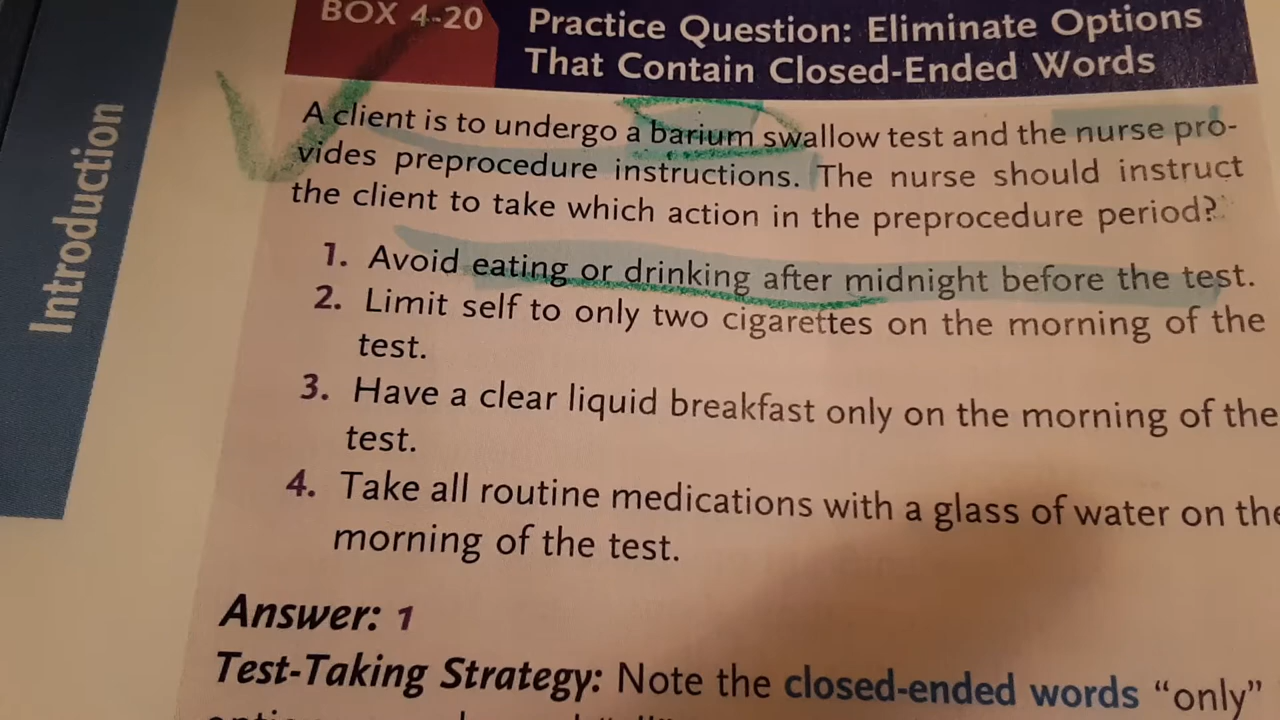 BOX 4-20
Practice Question: Eliminate Options
That Contain Closed-Ended Words
Introduction
A client is to undergo a barium swallow test and the nurse pro-
vides preprocedure instructions. The nurse should instruct
the client to take which action in the preprocedure period?
1. Avoid eating or drinking after midnight before the test.
2. Limit self to only two cigarettes on the morning of the
test.
3. Have a clear liquid breakfast only on the morning of the
test.
4. Take all routine medications with a glass of water on the
morning of the test.
Answer: 1
Test-Taking Strategy: Note the closed-ended words “only”